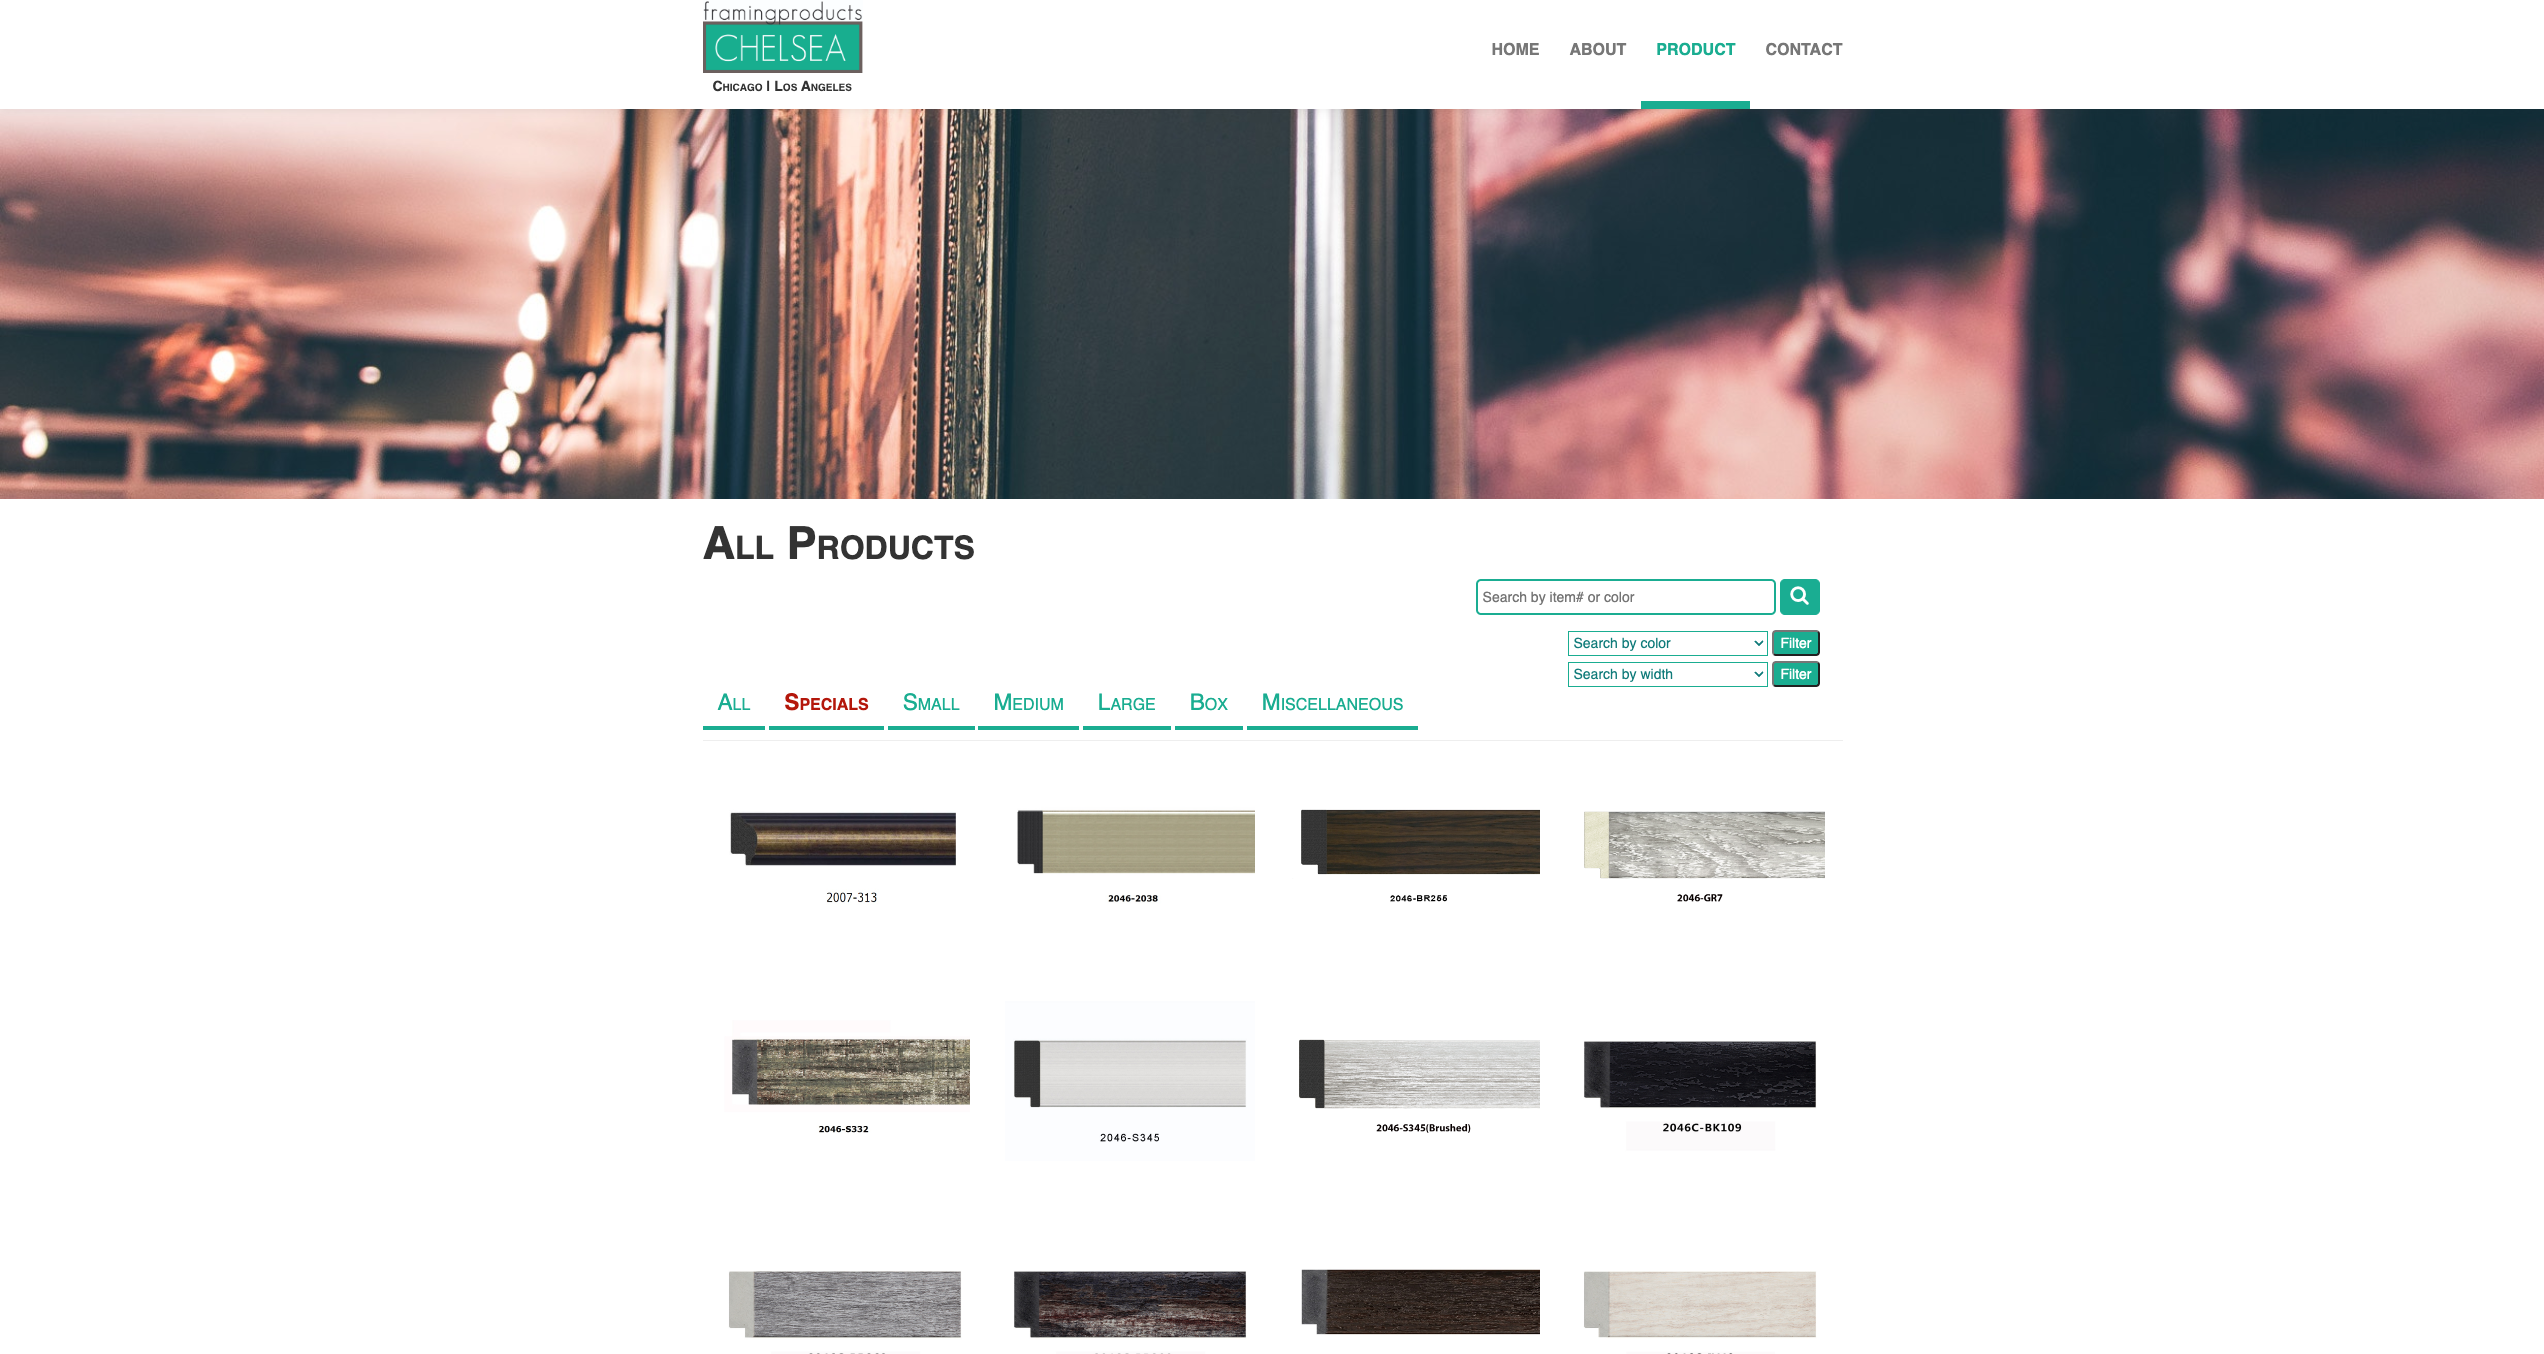 framingproducts
CHELSEA
Chicago | Los Angeles
HOME ABOUT PRODUCT CONTACT
All Products
Search by item# or color
Search by color Filter
Search by width Filter
All Specials Small Medium Large Box Miscellaneous
2007-313 2046-2038 2046-BR255 2046-GR7
2046-S332 2046-S345 2046-S345(Brushed) 2046C-BK109